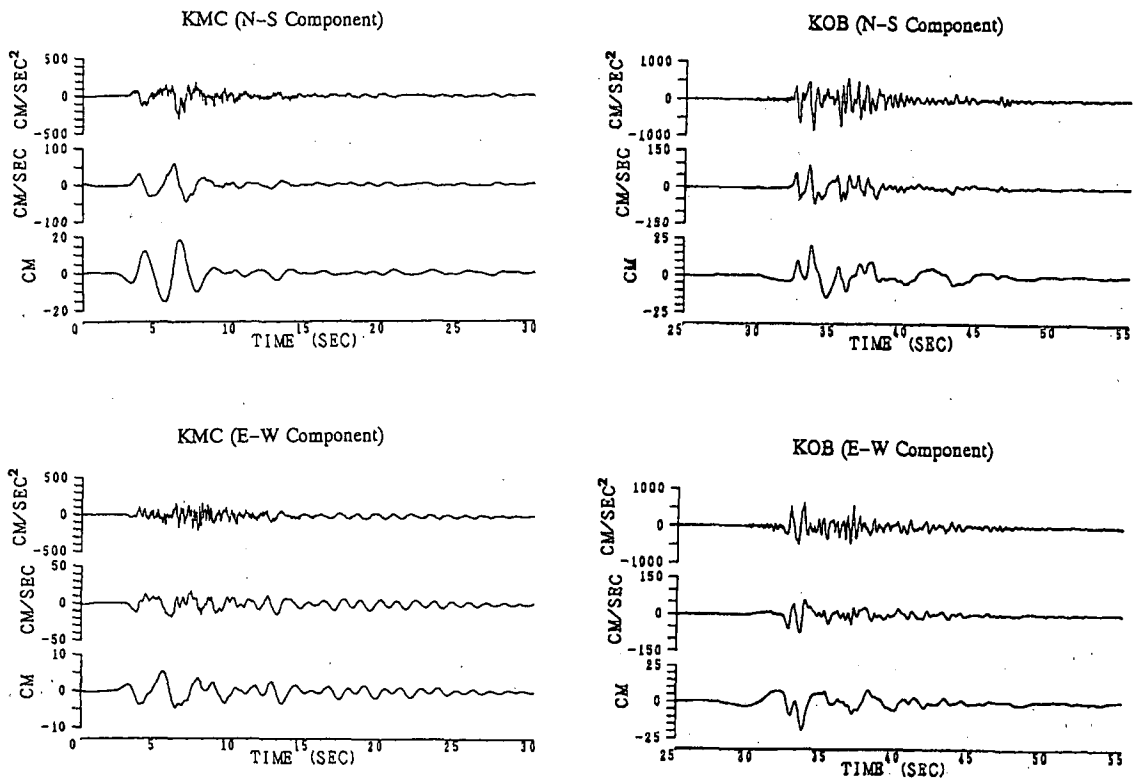 KMC (N-S Component)
CM/SEC²
500
0
-500
CM/SEC
100
0
-100
CM
20
0
-20
0 5 10 15 20 25 30
TIME (SEC)
KOB (N-S Component)
CM/SEC²
1000
0
-1000
CM/SEC
150
0
-150
CM
25
0
-25
25 30 35 40 45 50 55
TIME (SEC)
KMC (E-W Component)
CM/SEC²
500
0
-500
CM/SEC
50
0
-50
CM
10
0
-10
0 5 10 15 20 25 30
TIME (SEC)
KOB (E-W Component)
CM/SEC²
1000
0
-1000
CM/SEC
150
0
-150
CM
25
0
-25
25 30 35 40 45 50 55
TIME (SEC)